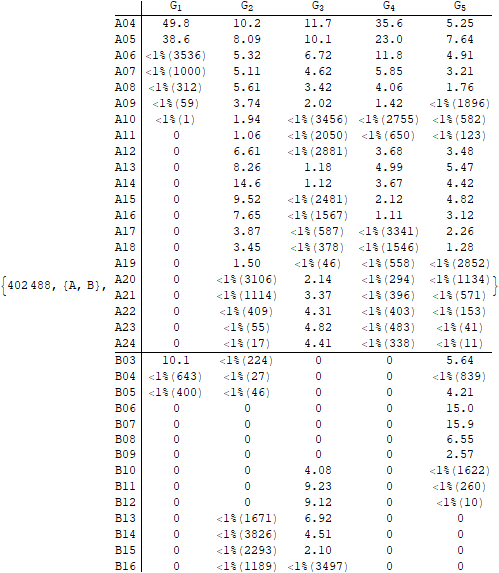 G1 G2 G3 G4 G5
A04 49.8 10.2 11.7 35.6 5.25
A05 38.6 8.09 10.1 23.0 7.64
A06 <1%(3536) 5.32 6.72 11.8 4.91
A07 <1%(1000) 5.11 4.62 5.85 3.21
A08 <1%(312) 5.61 3.42 4.06 1.76
A09 <1%(59) 3.74 2.02 1.42 <1%(1896)
A10 <1%(1) 1.94 <1%(3456) <1%(2755) <1%(582)
A11 0 1.06 <1%(2050) <1%(650) <1%(123)
A12 0 6.61 <1%(2881) 3.68 3.48
A13 0 8.26 1.18 4.99 5.47
A14 0 14.6 1.12 3.67 4.42
A15 0 9.52 <1%(2481) 2.12 4.82
A16 0 7.65 <1%(1567) 1.11 3.12
A17 0 3.87 <1%(587) <1%(3341) 2.26
A18 0 3.45 <1%(378) <1%(1546) 1.28
A19 0 1.50 <1%(46) <1%(558) <1%(2852)
{402488, {A, B}, A20 0 <1%(3106) 2.14 <1%(294) <1%(1134) }
A21 0 <1%(1114) 3.37 <1%(396) <1%(571)
A22 0 <1%(409) 4.31 <1%(403) <1%(153)
A23 0 <1%(55) 4.82 <1%(483) <1%(41)
A24 0 <1%(17) 4.41 <1%(338) <1%(11)
B03 10.1 <1%(224) 0 0 5.64
B04 <1%(643) <1%(27) 0 0 <1%(839)
B05 <1%(400) <1%(46) 0 0 4.21
B06 0 0 0 0 15.0
B07 0 0 0 0 15.9
B08 0 0 0 0 6.55
B09 0 0 0 0 2.57
B10 0 0 4.08 0 <1%(1622)
B11 0 0 9.23 0 <1%(260)
B12 0 0 9.12 0 <1%(10)
B13 0 <1%(1671) 6.92 0 0
B14 0 <1%(3826) 4.51 0 0
B15 0 <1%(2293) 2.10 0 0
B16 0 <1%(1189) <1%(3497) 0 0